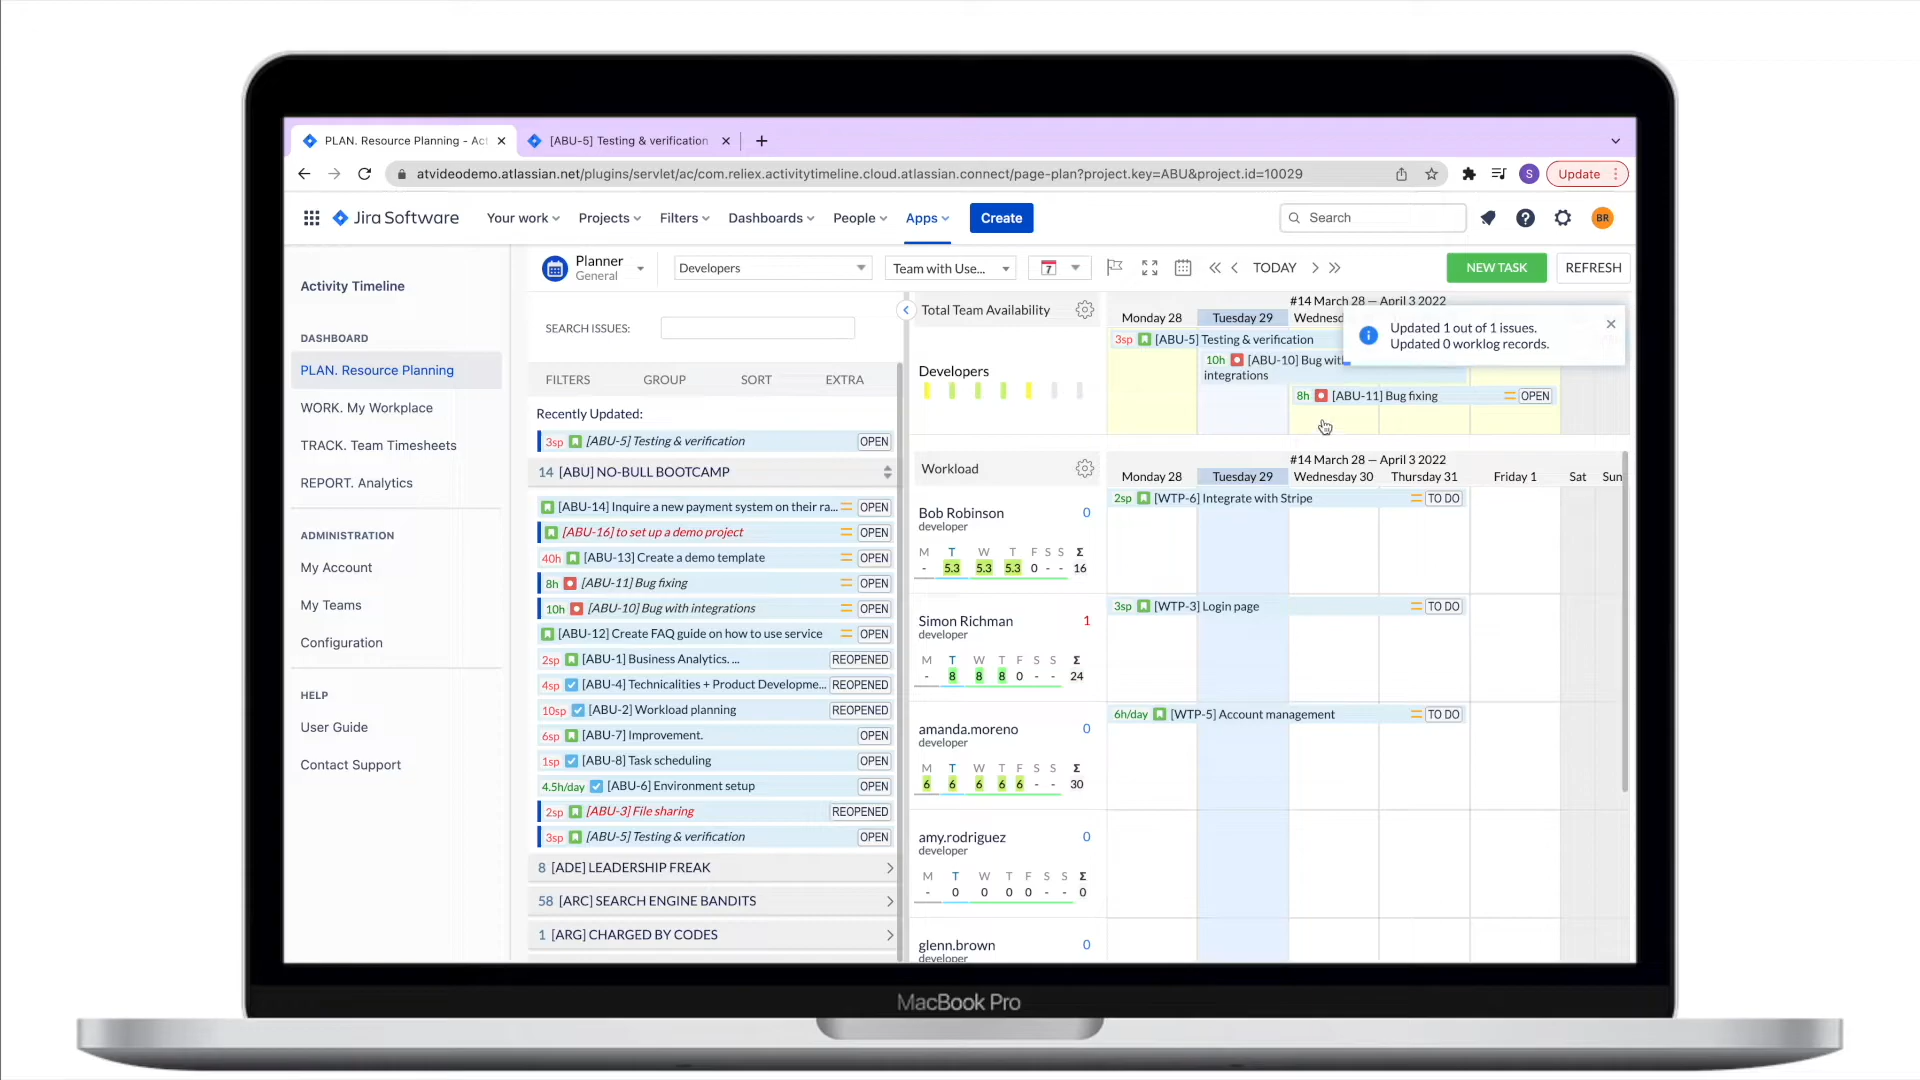 PLAN. Resource Planning - Act
[ABU-5] Testing & verification
atvideodemo.atlassian.net/plugins/servlet/ac/com.reliex.activitytimeline.cloud.atlassian.connect/page-plan?project.key=ABU&project.id=10029
S
Update
Jira Software
Your work
Projects
Filters
Dashboards
People
Apps
Create
Search
BR
Activity Timeline
DASHBOARD
PLAN. Resource Planning
WORK. My Workplace
TRACK. Team Timesheets
REPORT. Analytics
ADMINISTRATION
My Account
My Teams
Configuration
HELP
User Guide
Contact Support
Planner
General
Developers
Team with Use...
7
TODAY
NEW TASK
REFRESH
SEARCH ISSUES:
FILTERS GROUP SORT EXTRA
Recently Updated:
3sp [ABU-5] Testing & verification OPEN
14 [ABU] NO-BULL BOOTCAMP
[ABU-14] Inquire a new payment system on their ra... OPEN
[ABU-16] to set up a demo project OPEN
40h [ABU-13] Create a demo template OPEN
8h [ABU-11] Bug fixing OPEN
10h [ABU-10] Bug with integrations OPEN
[ABU-12] Create FAQ guide on how to use service OPEN
2sp [ABU-1] Business Analytics. ... REOPENED
4sp [ABU-4] Technicalities + Product Developme... REOPENED
10sp [ABU-2] Workload planning REOPENED
6sp [ABU-7] Improvement. OPEN
1sp [ABU-8] Task scheduling OPEN
4.5h/day [ABU-6] Environment setup OPEN
2sp [ABU-3] File sharing REOPENED
3sp [ABU-5] Testing & verification OPEN
8 [ADE] LEADERSHIP FREAK
58 [ARC] SEARCH ENGINE BANDITS
1 [ARG] CHARGED BY CODES
Total Team Availability
#14 March 28 — April 3 2022
Monday 28 Tuesday 29 Wednesd
Updated 1 out of 1 issues.
Updated 0 worklog records.
Developers
3sp [ABU-5] Testing & verification
10h [ABU-10] Bug with
integrations
8h [ABU-11] Bug fixing OPEN
Workload
#14 March 28 — April 3 2022
Monday 28 Tuesday 29 Wednesday 30 Thursday 31 Friday 1 Sat Sun
Bob Robinson 0
developer
M T W T F S S Σ
- 5.3 5.3 5.3 0 - - 16
2sp [WTP-6] Integrate with Stripe TO DO
Simon Richman 1
developer
M T W T F S S Σ
- 8 8 8 0 - - 24
3sp [WTP-3] Login page TO DO
amanda.moreno 0
developer
M T W T F S S Σ
6 6 6 6 6 - - 30
6h/day [WTP-5] Account management TO DO
amy.rodriguez 0
developer
M T W T F S S Σ
- 0 0 0 0 - - 0
glenn.brown 0
developer
MacBook Pro